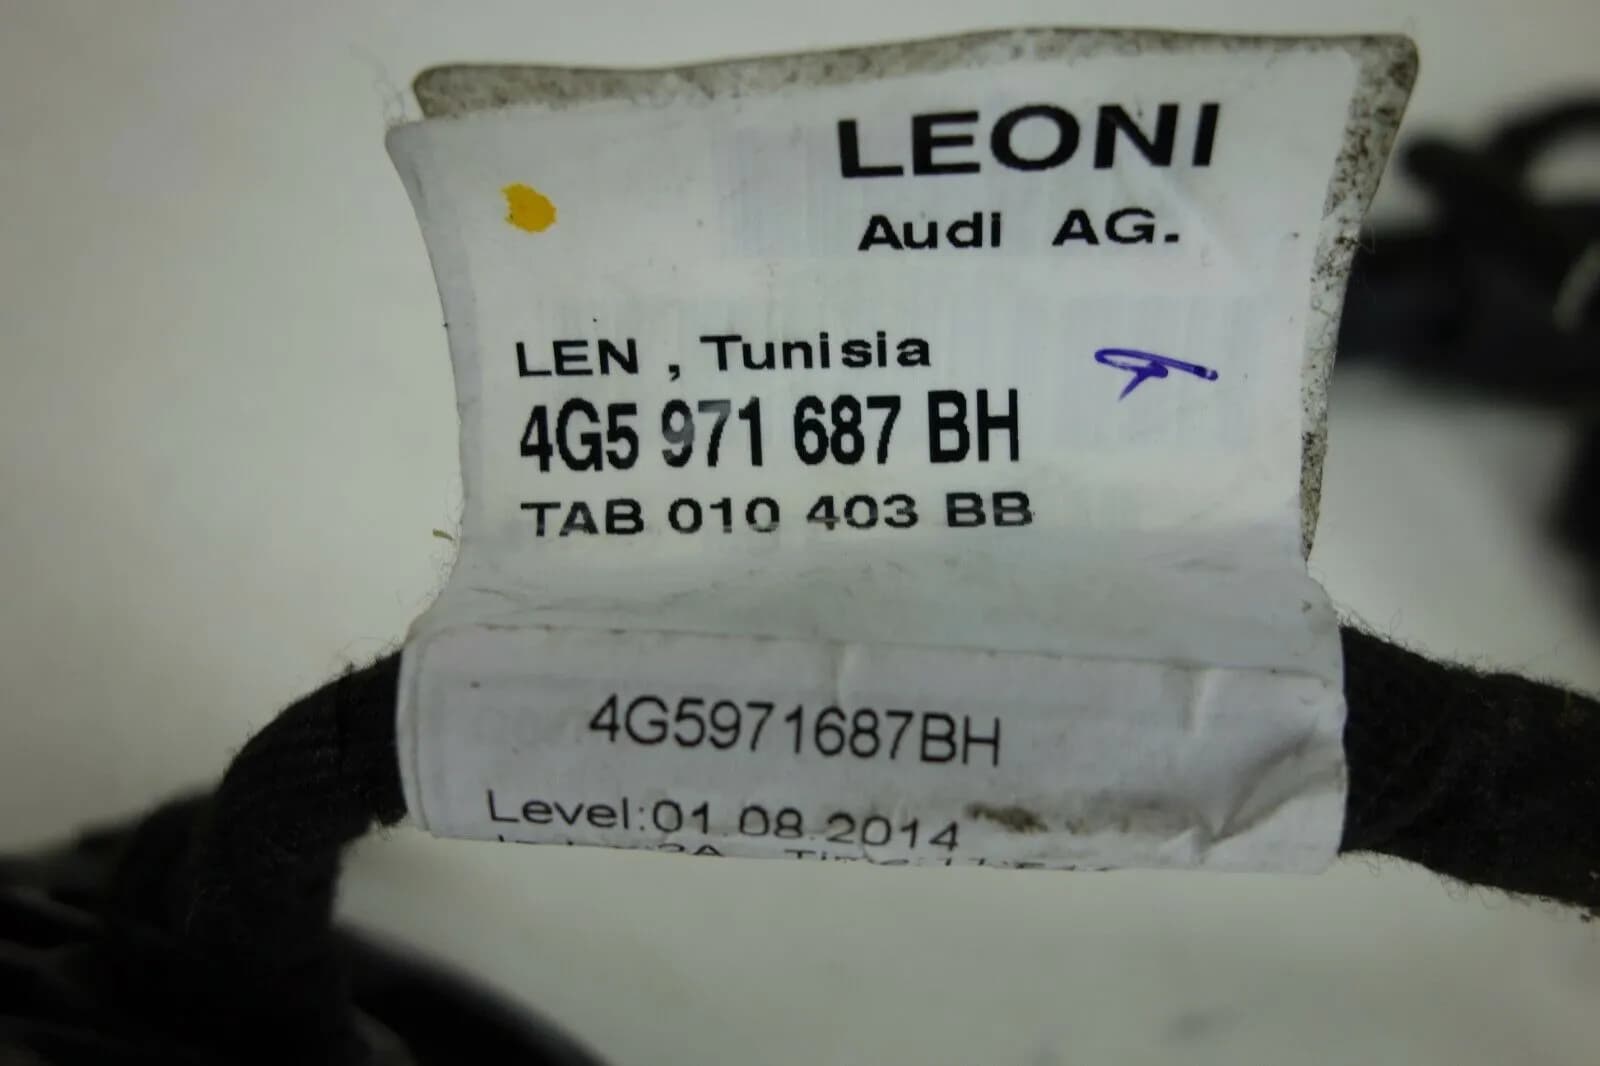 LEONI
Audi AG.
LEN , Tunisia
4G5 971 687 BH
TAB 010 403 BB
4G5971687BH
Level:01.08.2014